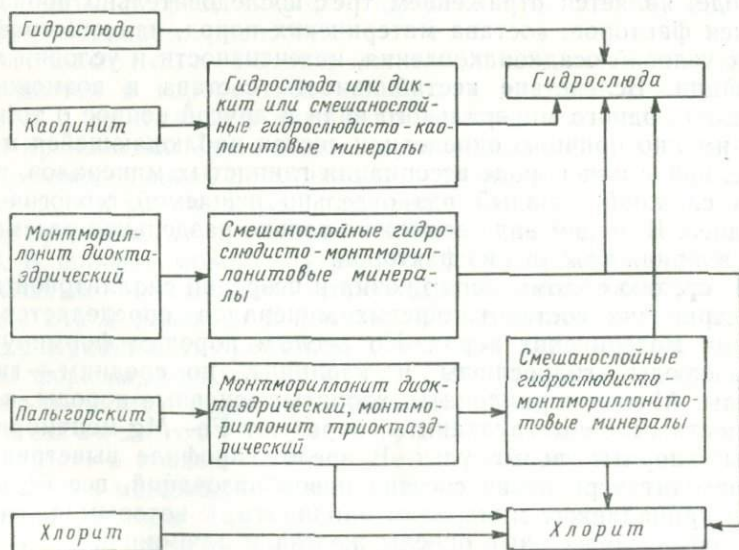 Гидрослюда
Каолинит
Гидрослюда или дик-
кит или смешанослой-
ные гидрослюдисто-као-
линитовые минералы
Гидрослюда
Монтморил-
лонит диокта-
эдрический
Смешанослойные гидро-
слюдисто-монтморил-
лонитовые минера-
лы
Палыгорскит
Монтмориллонит диок-
таэдрический, монтмо-
риллонит триоктаэд-
рический
Смешанослойные
гидрослюдисто-
монтмориллонито-
товые минералы
Хлорит
Хлорит